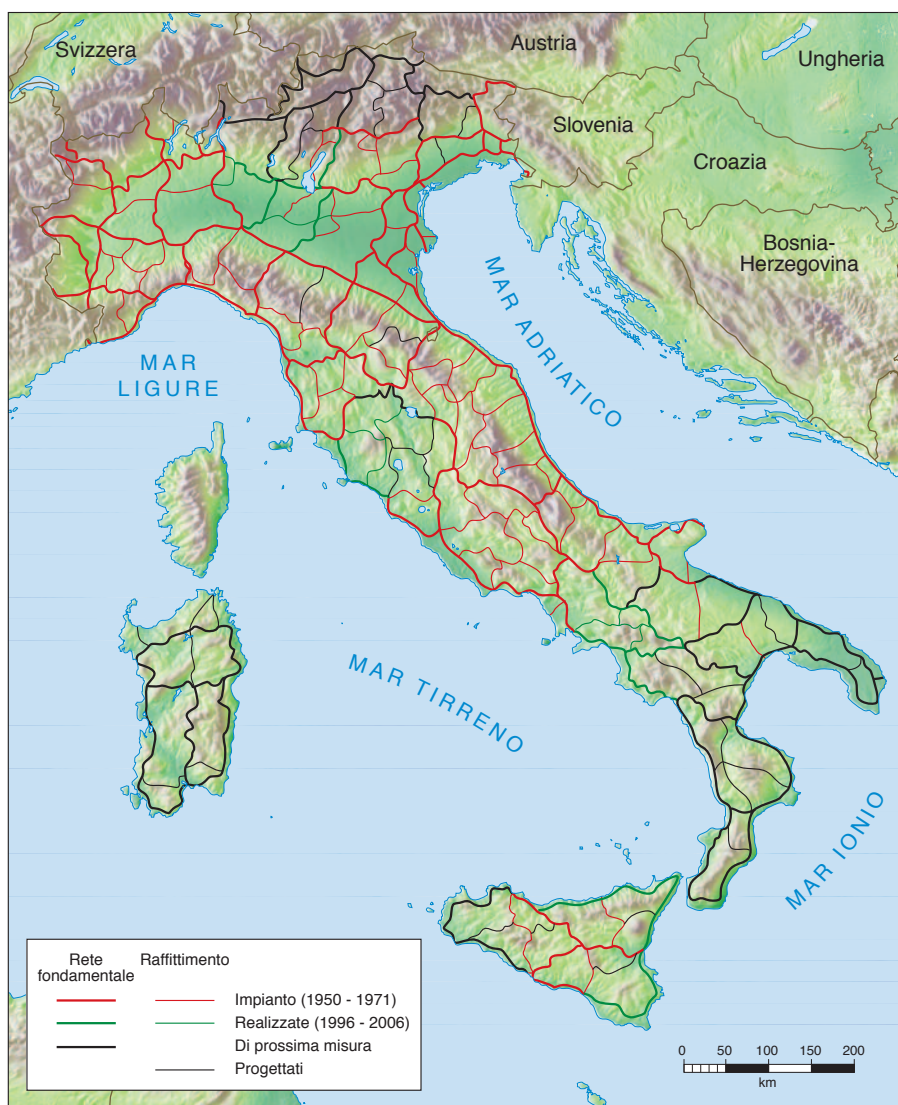 Svizzera
Austria
Ungheria
Slovenia
Croazia
Bosnia-
Herzegovina
MAR ADRIATICO
MAR
LIGURE
MAR TIRRENO
MAR IONIO
Rete
fondamentale
Raffittimento
Impianto (1950 - 1971)
Realizzate (1996 - 2006)
Di prossima misura
Progettati
0 50 100 150 200
km